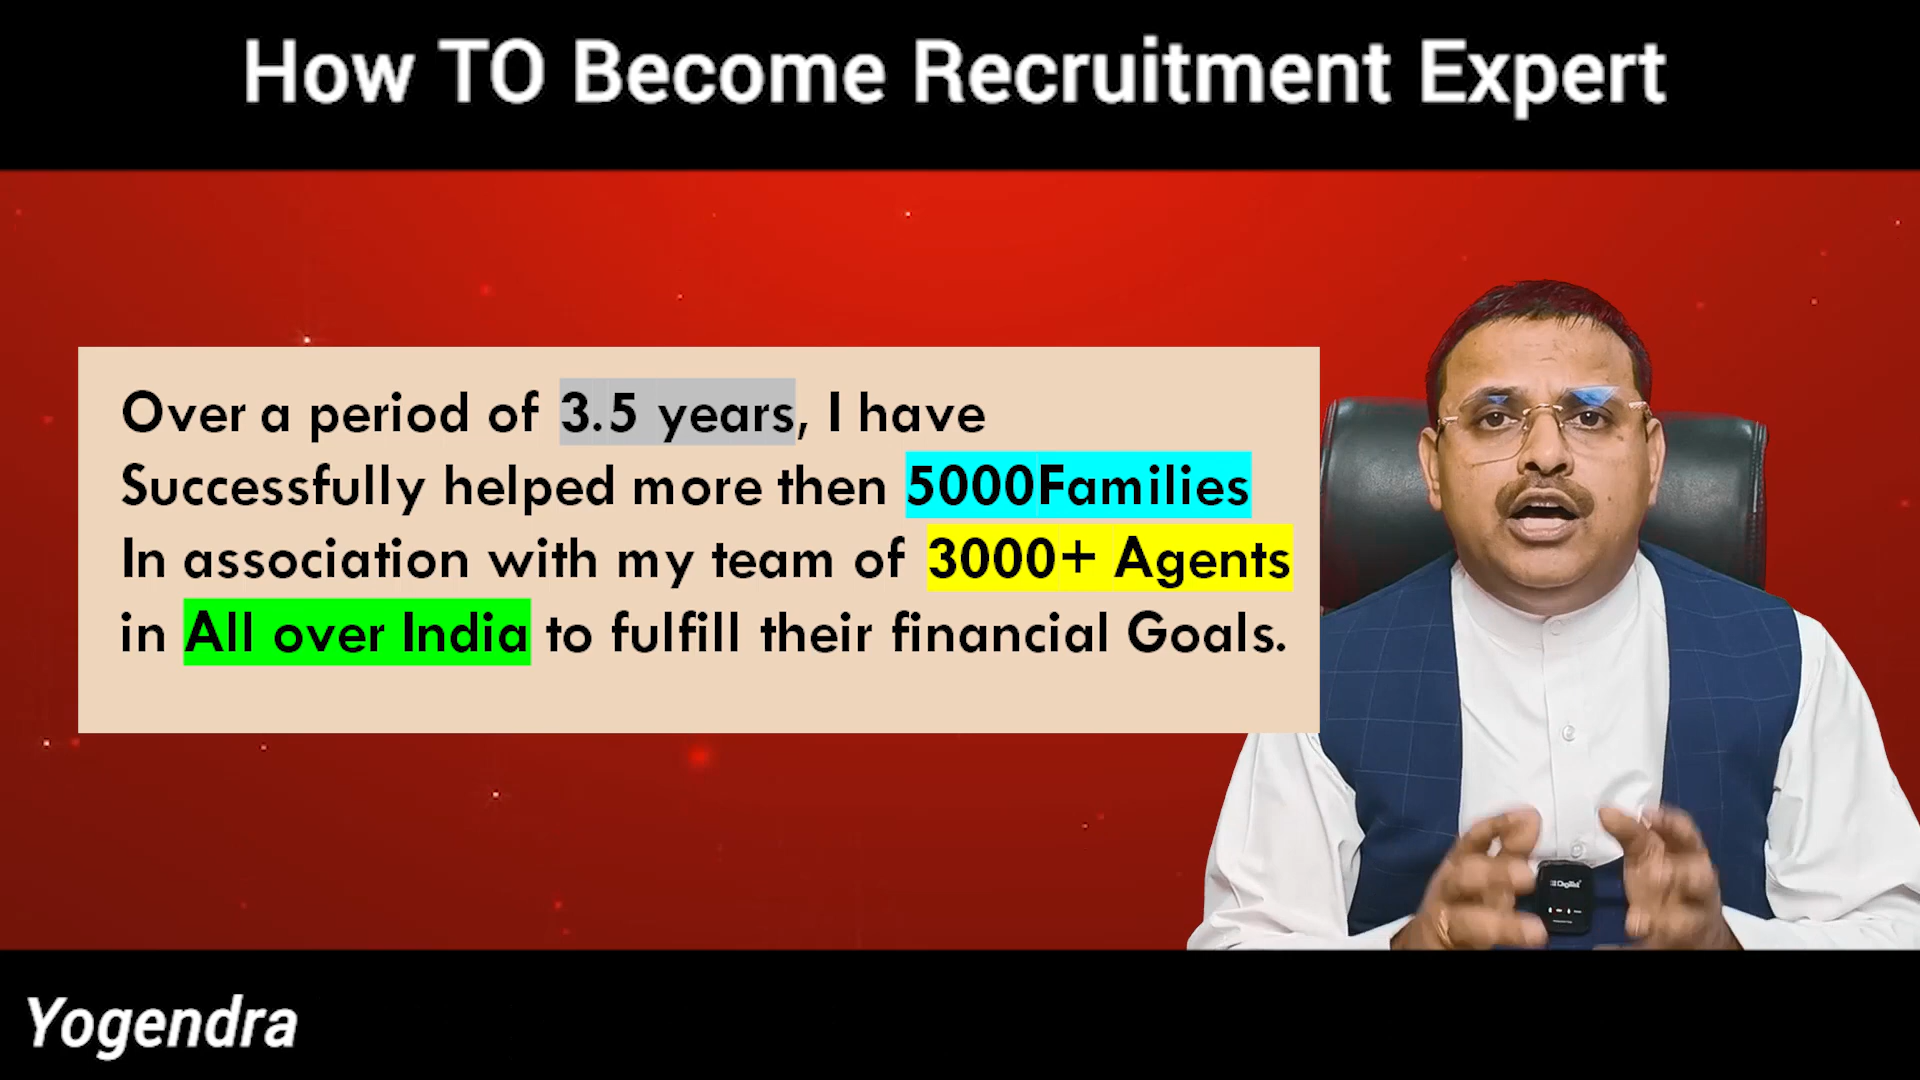 How TO Become Recruitment Expert
Over a period of 3.5 years, I have
Successfully helped more then 5000Families
In association with my team of 3000+ Agents
in All over India to fulfill their financial Goals.
Yogendra